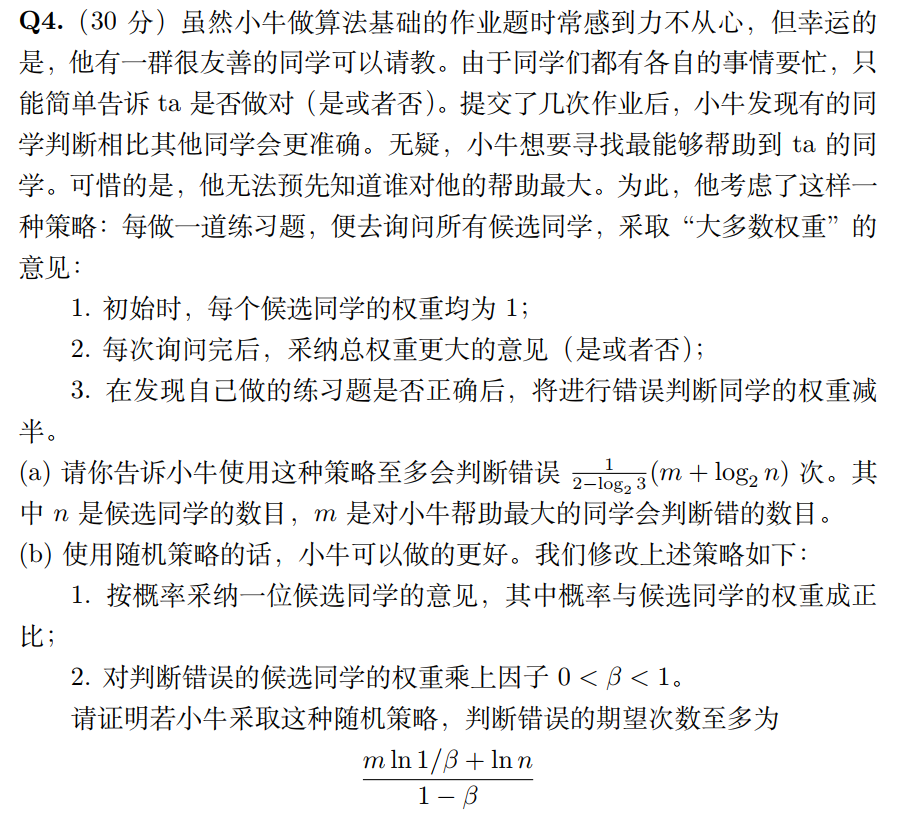 Q4.（30 分）虽然小牛做算法基础的作业题时常感到力不从心，但幸运的
是，他有一群很友善的同学可以请教。由于同学们都有各自的事情要忙，只
能简单告诉 ta 是否做对（是或者否）。提交了几次作业后，小牛发现有的同
学判断相比其他同学会更准确。无疑，小牛想要寻找最能够帮助到 ta 的同
学。可惜的是，他无法预先知道谁对他的帮助最大。为此，他考虑了这样一
种策略：每做一道练习题，便去询问所有候选同学，采取“大多数权重”的
意见：
1. 初始时，每个候选同学的权重均为 1；
2. 每次询问完后，采纳总权重更大的意见（是或者否）；
3. 在发现自己做的练习题是否正确后，将进行错误判断同学的权重减
半。
(a) 请你告诉小牛使用这种策略至多会判断错误 $\frac{1}{2-\log_2 3}(m + \log_2 n)$ 次。其
中 n 是候选同学的数目，m 是对小牛帮助最大的同学会判断错的数目。
(b) 使用随机策略的话，小牛可以做的更好。我们修改上述策略如下：
1. 按概率采纳一位候选同学的意见，其中概率与候选同学的权重成正
比；
2. 对判断错误的候选同学的权重乘上因子 0 < β < 1。
请证明若小牛采取这种随机策略，判断错误的期望次数至多为
$\frac{m \ln 1/\beta + \ln n}{1 - \beta}$